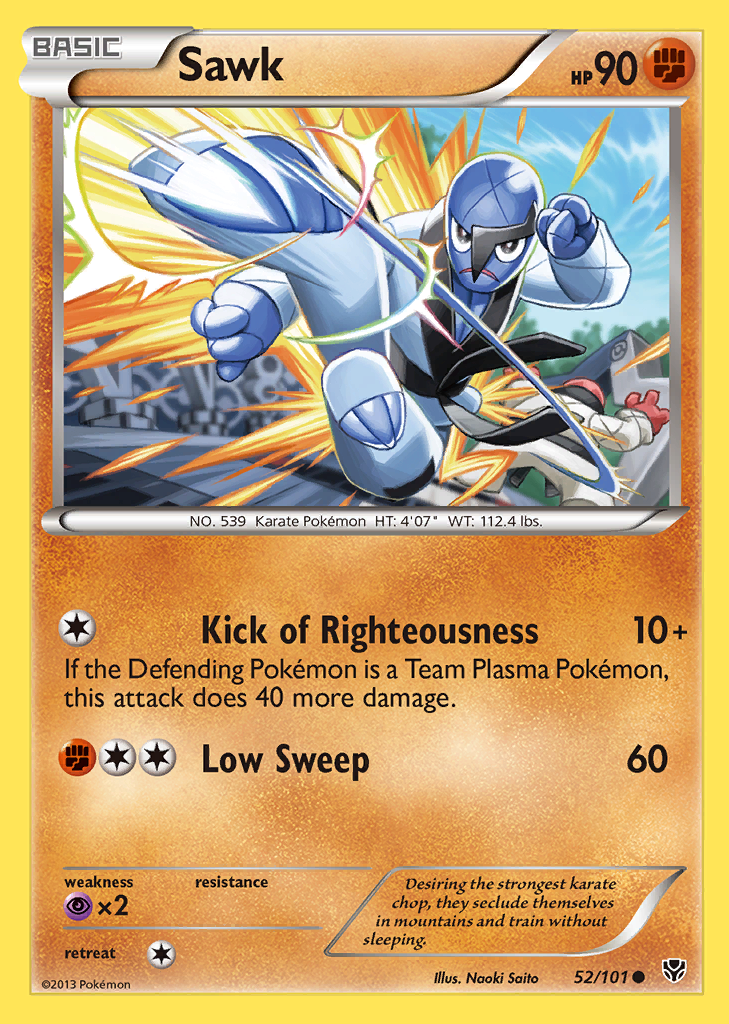 BASIC
Sawk
HP 90
NO. 539 Karate Pokémon HT: 4'07" WT: 112.4 lbs.
Kick of Righteousness 10+
If the Defending Pokémon is a Team Plasma Pokémon,
this attack does 40 more damage.
Low Sweep 60
weakness resistance
×2
retreat
Desiring the strongest karate
chop, they seclude themselves
in mountains and train without
sleeping.
©2013 Pokémon
Illus. Naoki Saito 52/101